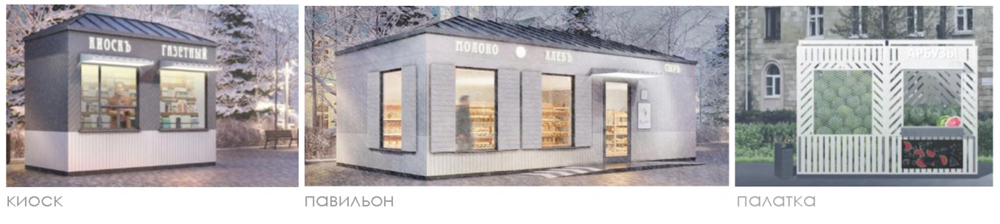 КИОСКЪ ГАЗЕТНЫЙ
МОЛОКО ХЛЕБЪ СЫРЪ
АРБУЗЫ
киоск
павильон
палатка